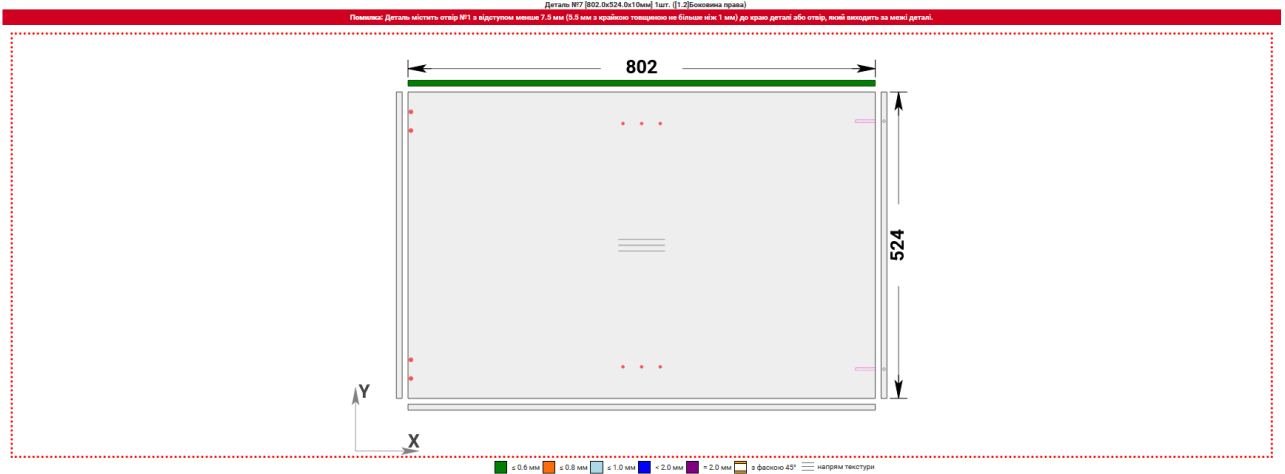 Деталь №7 [802.0x524.0x10мм] 1шт. ([1.2]Боковина права)
Помилка: Деталь містить отвір №1 з відступом менше 7.5 мм (5.5 мм з крайкою товщиною не більше ніж 1 мм) до краю деталі або отвір, який виходить за межі деталі.
802
524
Y
X
≤ 0.6 мм ≤ 0.8 мм ≤ 1.0 мм < 2.0 мм = 2.0 мм з фаскою 45° напрям текстури